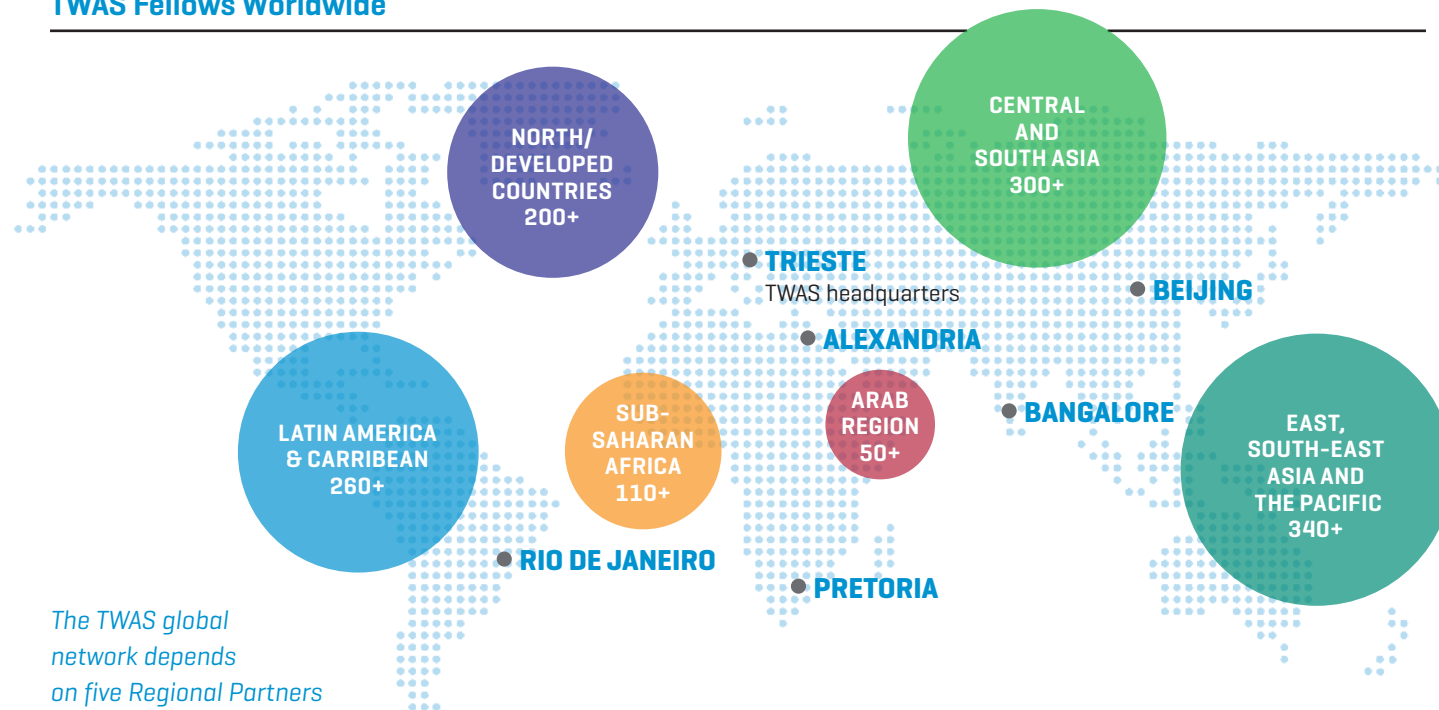 TWAS Fellows Worldwide
NORTH/
DEVELOPED
COUNTRIES
200+
CENTRAL
AND
SOUTH ASIA
300+
TRIESTE
TWAS headquarters
BEIJING
ALEXANDRIA
LATIN AMERICA
& CARRIBEAN
260+
SUB-
SAHARAN
AFRICA
110+
ARAB
REGION
50+
BANGALORE
EAST,
SOUTH-EAST
ASIA AND
THE PACIFIC
340+
RIO DE JANEIRO
PRETORIA
The TWAS global
network depends
on five Regional Partners